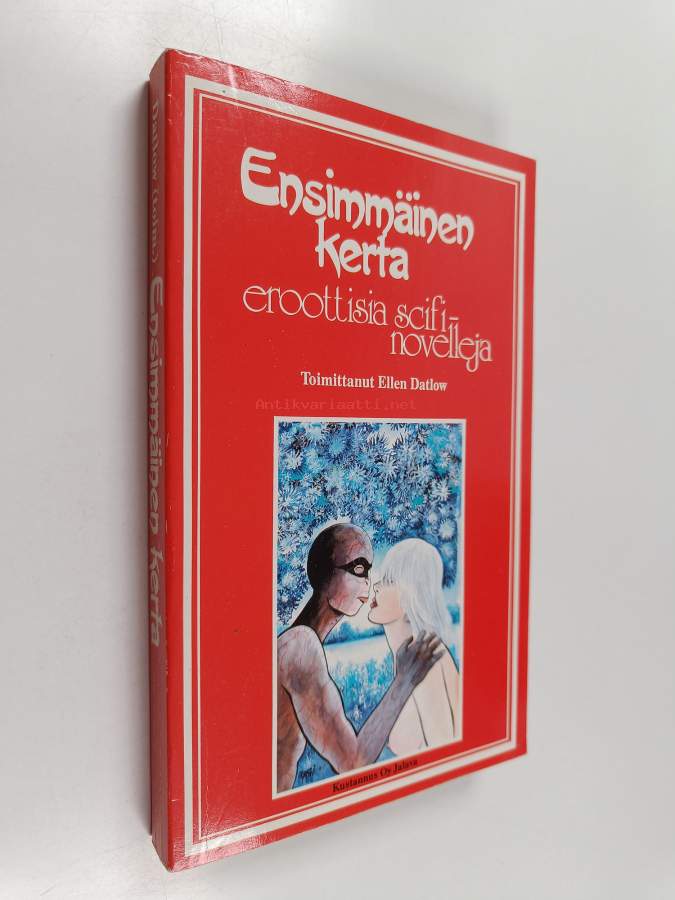 Ensimmäinen
kerta
eroottisia scifi-
novelleja
Toimittanut Ellen Datlow
Antikvariaatti.net
Kustannus Oy Jalava
Datlow (toim.) Ensimmäinen kerta